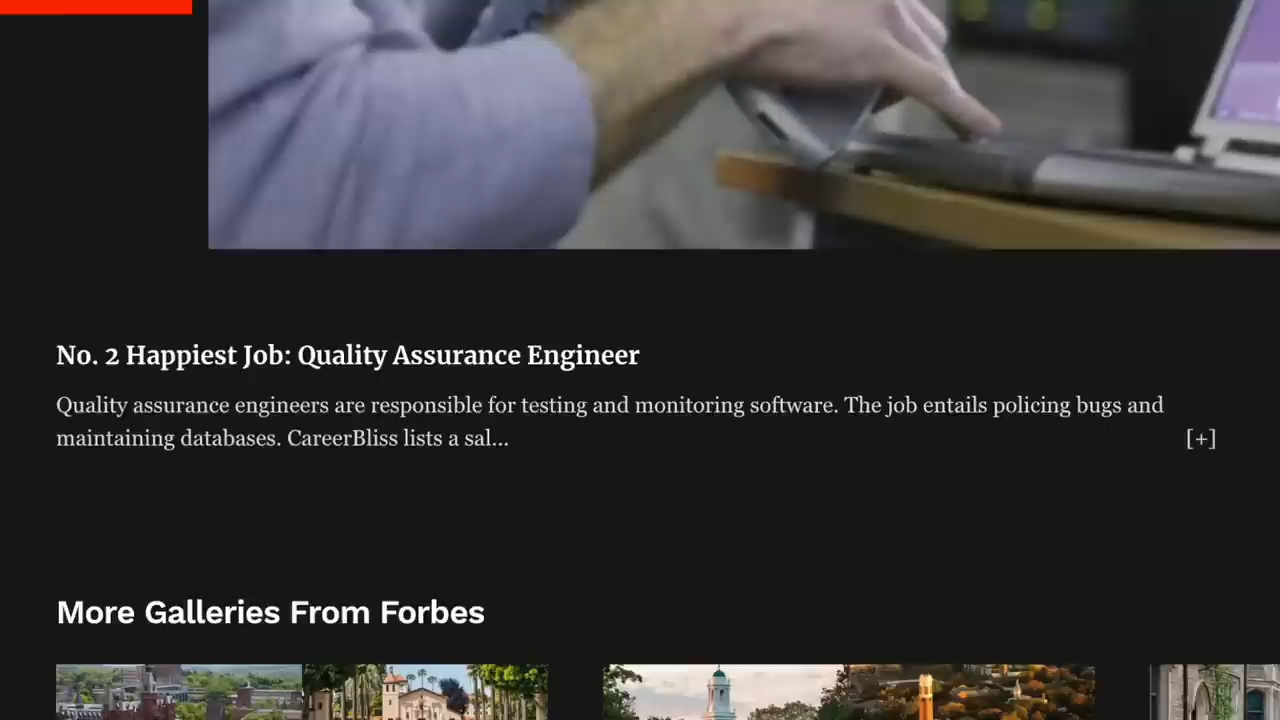 No. 2 Happiest Job: Quality Assurance Engineer
Quality assurance engineers are responsible for testing and monitoring software. The job entails policing bugs and
maintaining databases. CareerBliss lists a sal...
[+]
More Galleries From Forbes